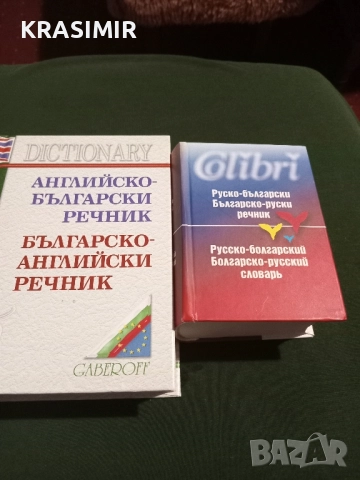 KRASIMIR
DICTIONARY
АНГЛИЙСКО-
БЪЛГАРСКИ
РЕЧНИК
БЪЛГАРСКО-
АНГЛИЙСКИ
РЕЧНИК
GABEROFF
Colibri
Руско-български
Българско-руски
речник
Русско-болгарский
Болгарско-русский
словарь
BAZAR